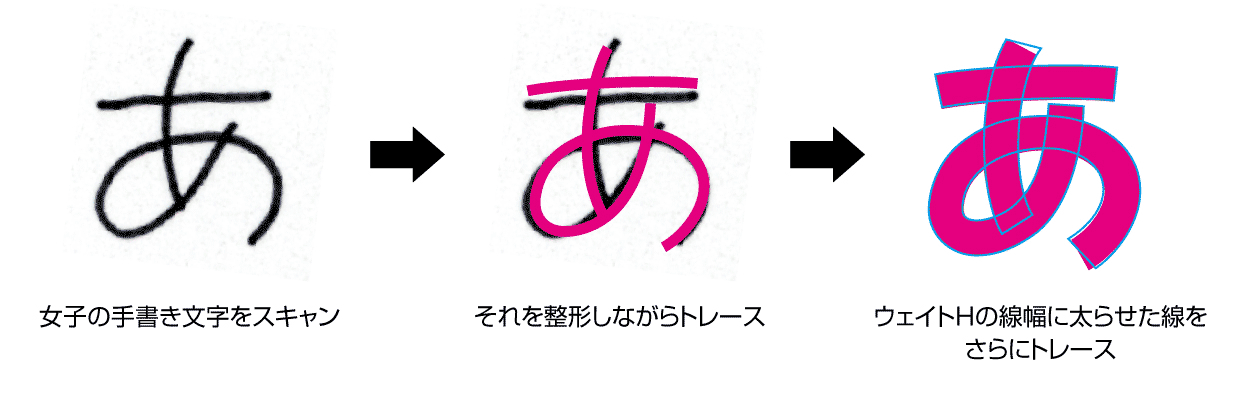 あ
あ
あ
女子の手書き文字をスキャン
それを整形しながらトレース
ウェイトHの線幅に太らせた線を
さらにトレース